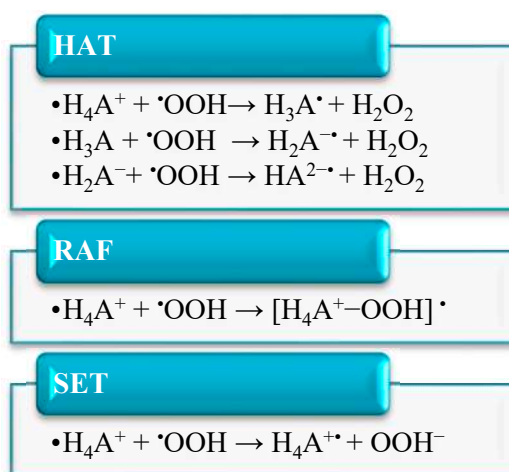 HAT
•H₄A⁺ + •OOH→ H₃A• + H₂O₂
•H₃A + •OOH → H₂A⁻• + H₂O₂
•H₂A⁻+ •OOH → HA²⁻• + H₂O₂
RAF
•H₄A⁺ + •OOH → [H₄A⁺−OOH] •
SET
•H₄A⁺ + •OOH → H₄A⁺• + OOH⁻